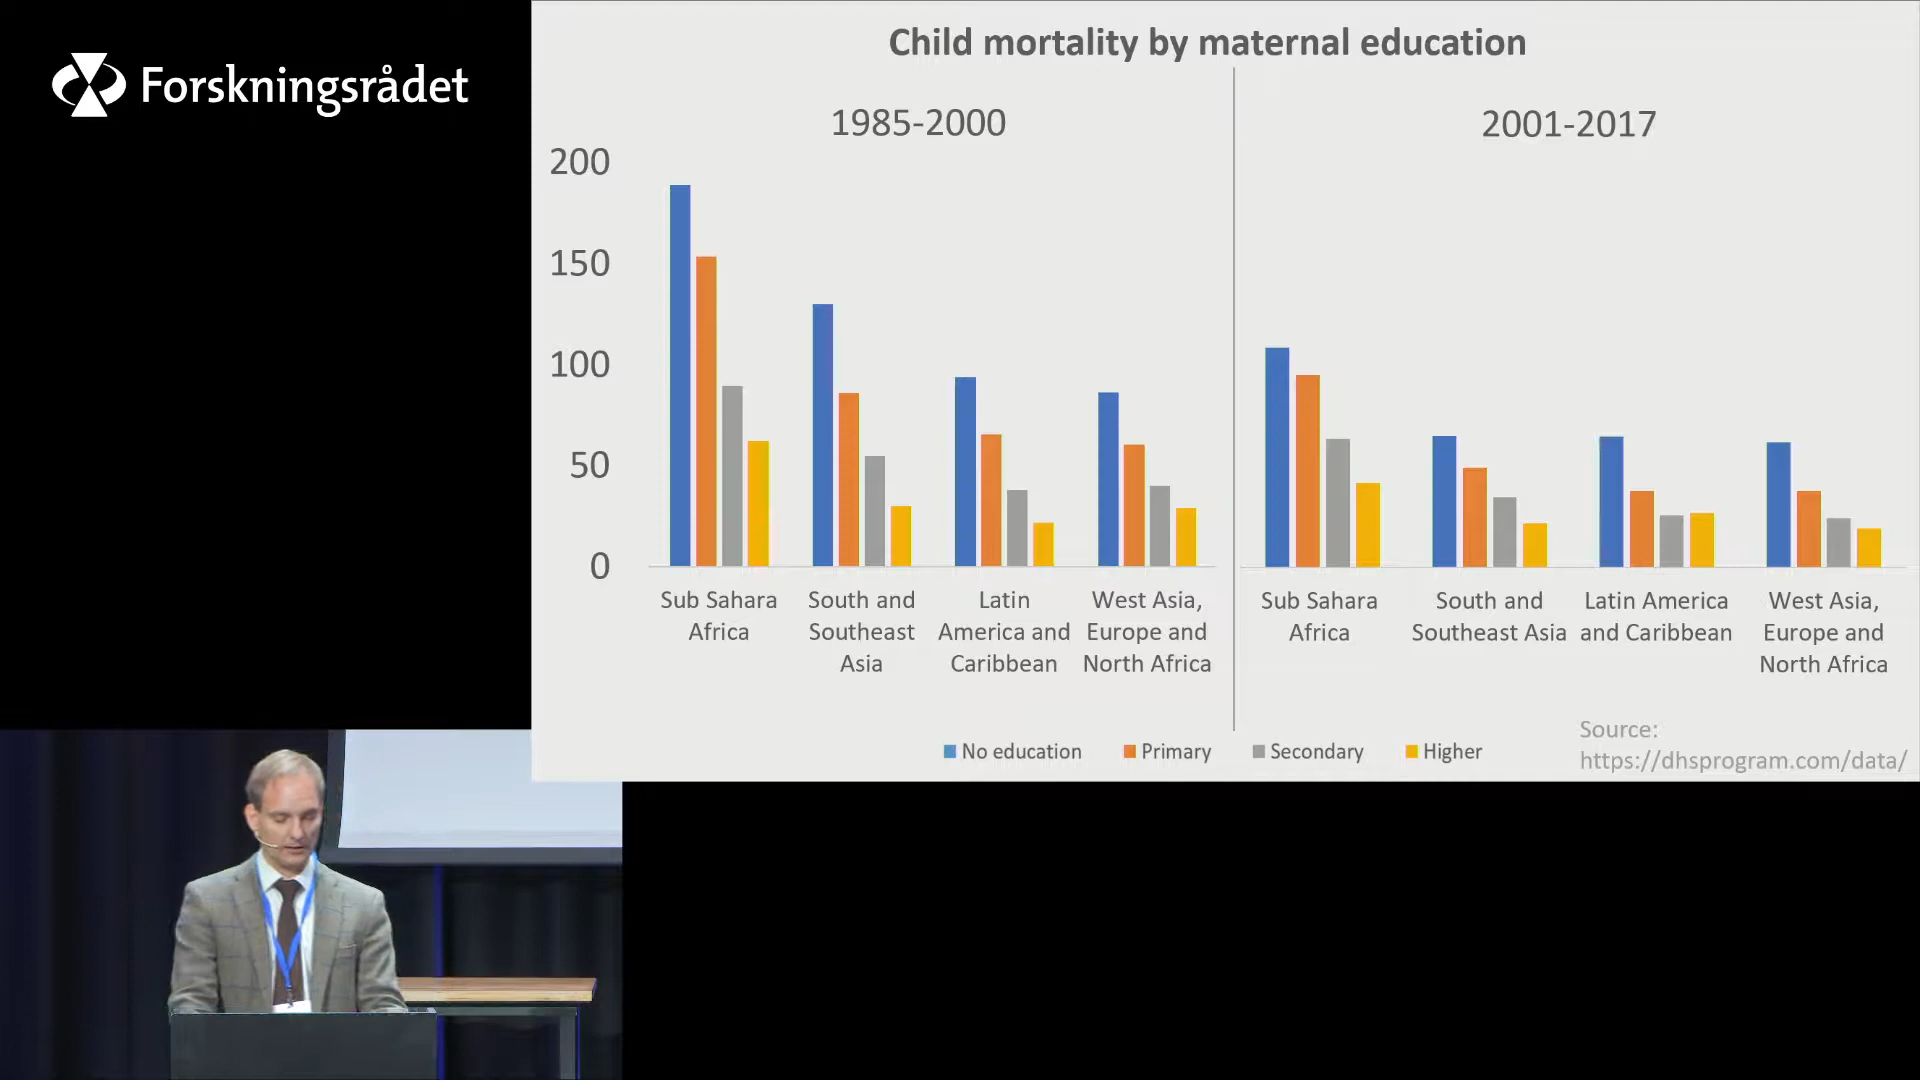 Forskningsrådet
Child mortality by maternal education
1985-2000
2001-2017
200
150
100
50
0
Sub Sahara
Africa
South and
Southeast
Asia
Latin
America and
Caribbean
West Asia,
Europe and
North Africa
Sub Sahara
Africa
South and
Southeast Asia
Latin America
and Caribbean
West Asia,
Europe and
North Africa
No education
Primary
Secondary
Higher
Source:
https://dhsprogram.com/data/